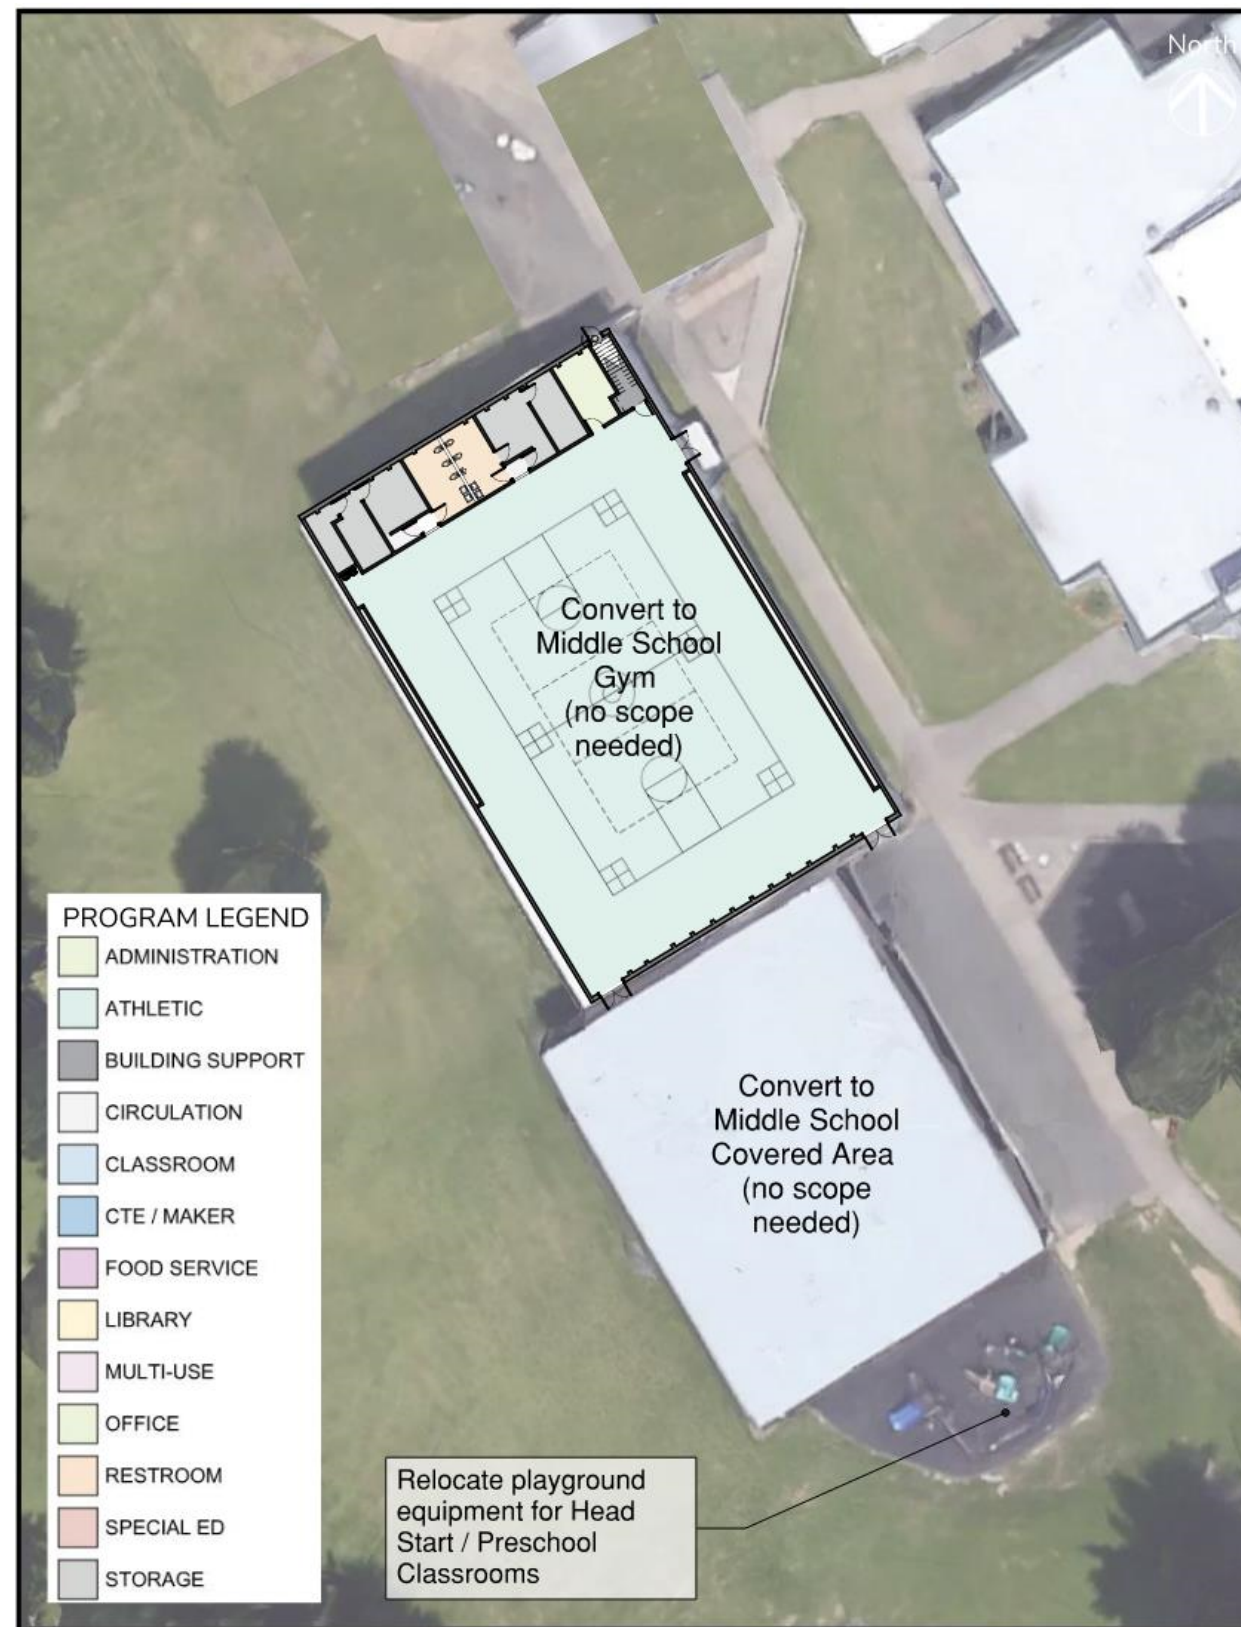 North
Convert to
Middle School
Gym
(no scope
needed)
PROGRAM LEGEND
ADMINISTRATION
ATHLETIC
BUILDING SUPPORT
CIRCULATION
CLASSROOM
CTE / MAKER
FOOD SERVICE
LIBRARY
MULTI-USE
OFFICE
RESTROOM
SPECIAL ED
STORAGE
Convert to
Middle School
Covered Area
(no scope
needed)
Relocate playground
equipment for Head
Start / Preschool
Classrooms